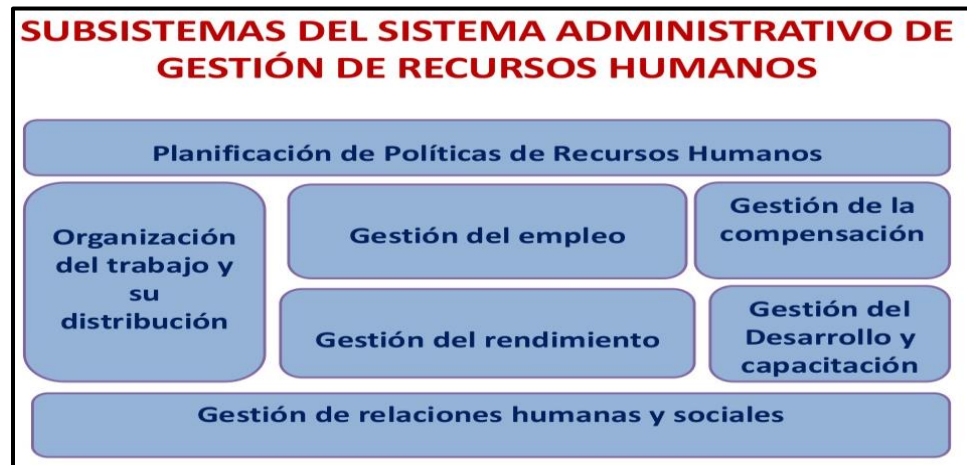 SUBSISTEMAS DEL SISTEMA ADMINISTRATIVO DE
GESTIÓN DE RECURSOS HUMANOS
Planificación de Políticas de Recursos Humanos
Organización
del trabajo y
su
distribución
Gestión del empleo
Gestión de la
compensación
Gestión del rendimiento
Gestión del
Desarrollo y
capacitación
Gestión de relaciones humanas y sociales